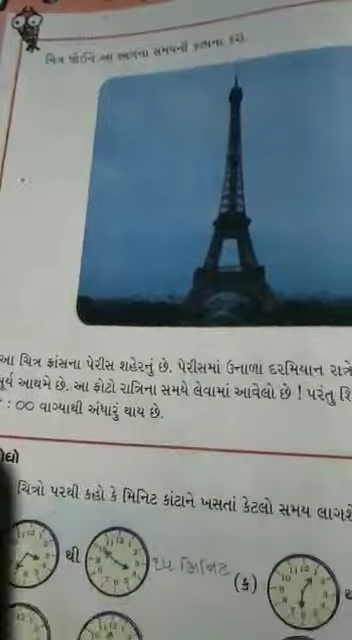 ચિત્ર જોઈને આ ભાગના સમયની કલ્પના કરો.
આ ચિત્ર ફ્રાંસના પેરીસ શહેરનું છે. પેરીસમાં ઉનાળા દરમિયાન રાત્રે
સૂર્ય આથમે છે. આ ફોટો રાત્રિના સમયે લેવામાં આવેલો છે ! પરંતુ
: ૦૦ વાગ્યાથી અંધારું થાય છે.
ચિત્રો પરથી કહો કે મિનિટ કાંટાને ખસતાં કેટલો સમય લાગશે
થી ૨૫ મિનિટ (ક)